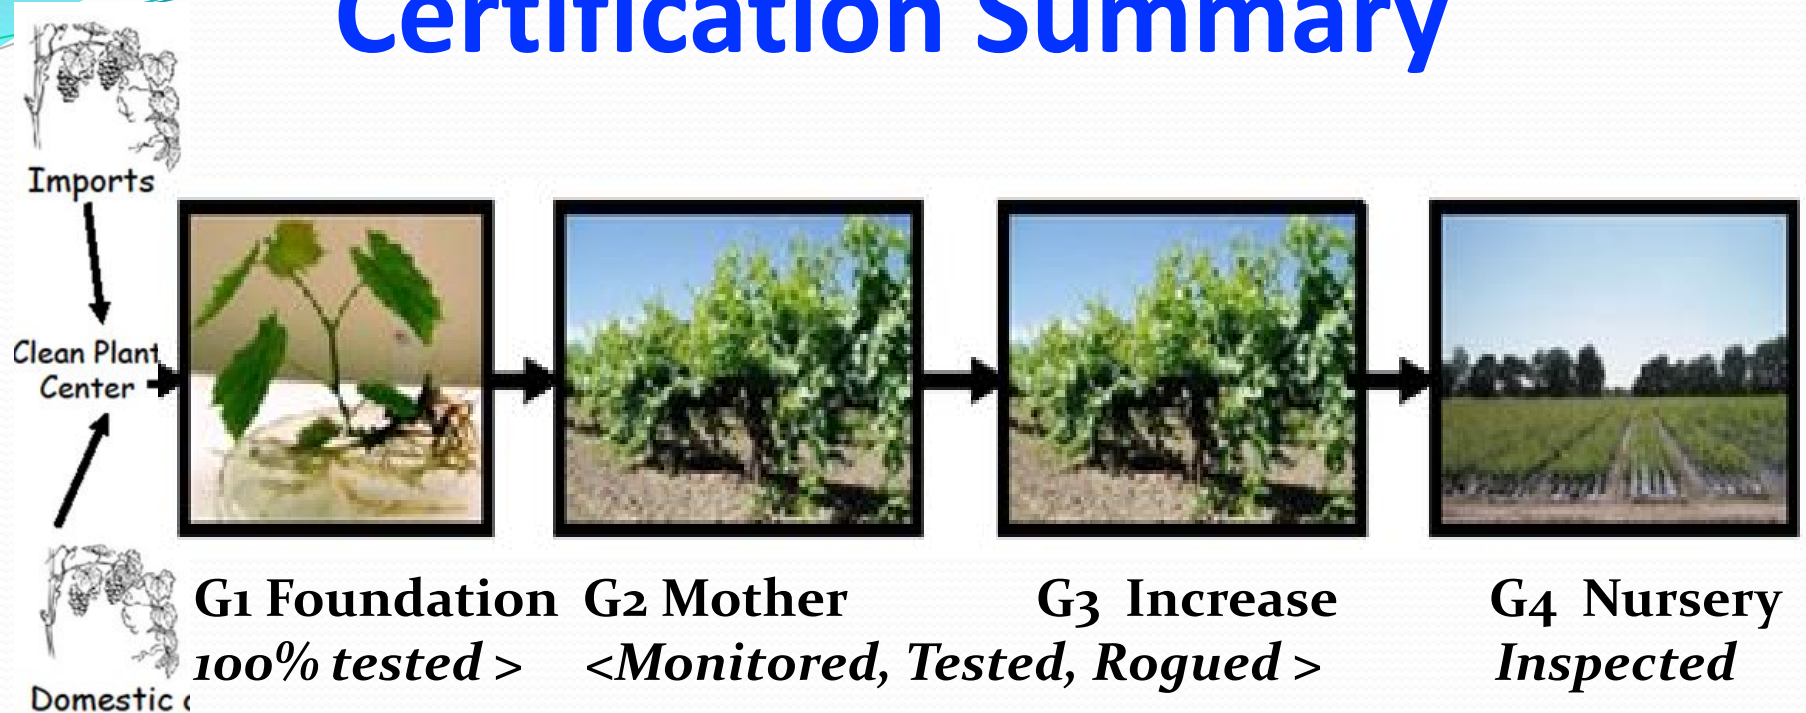 Certification Summary
Imports
Clean Plant
Center
G1 Foundation G2 Mother G3 Increase G4 Nursery
100% tested > <Monitored, Tested, Rogued > Inspected
Domestic